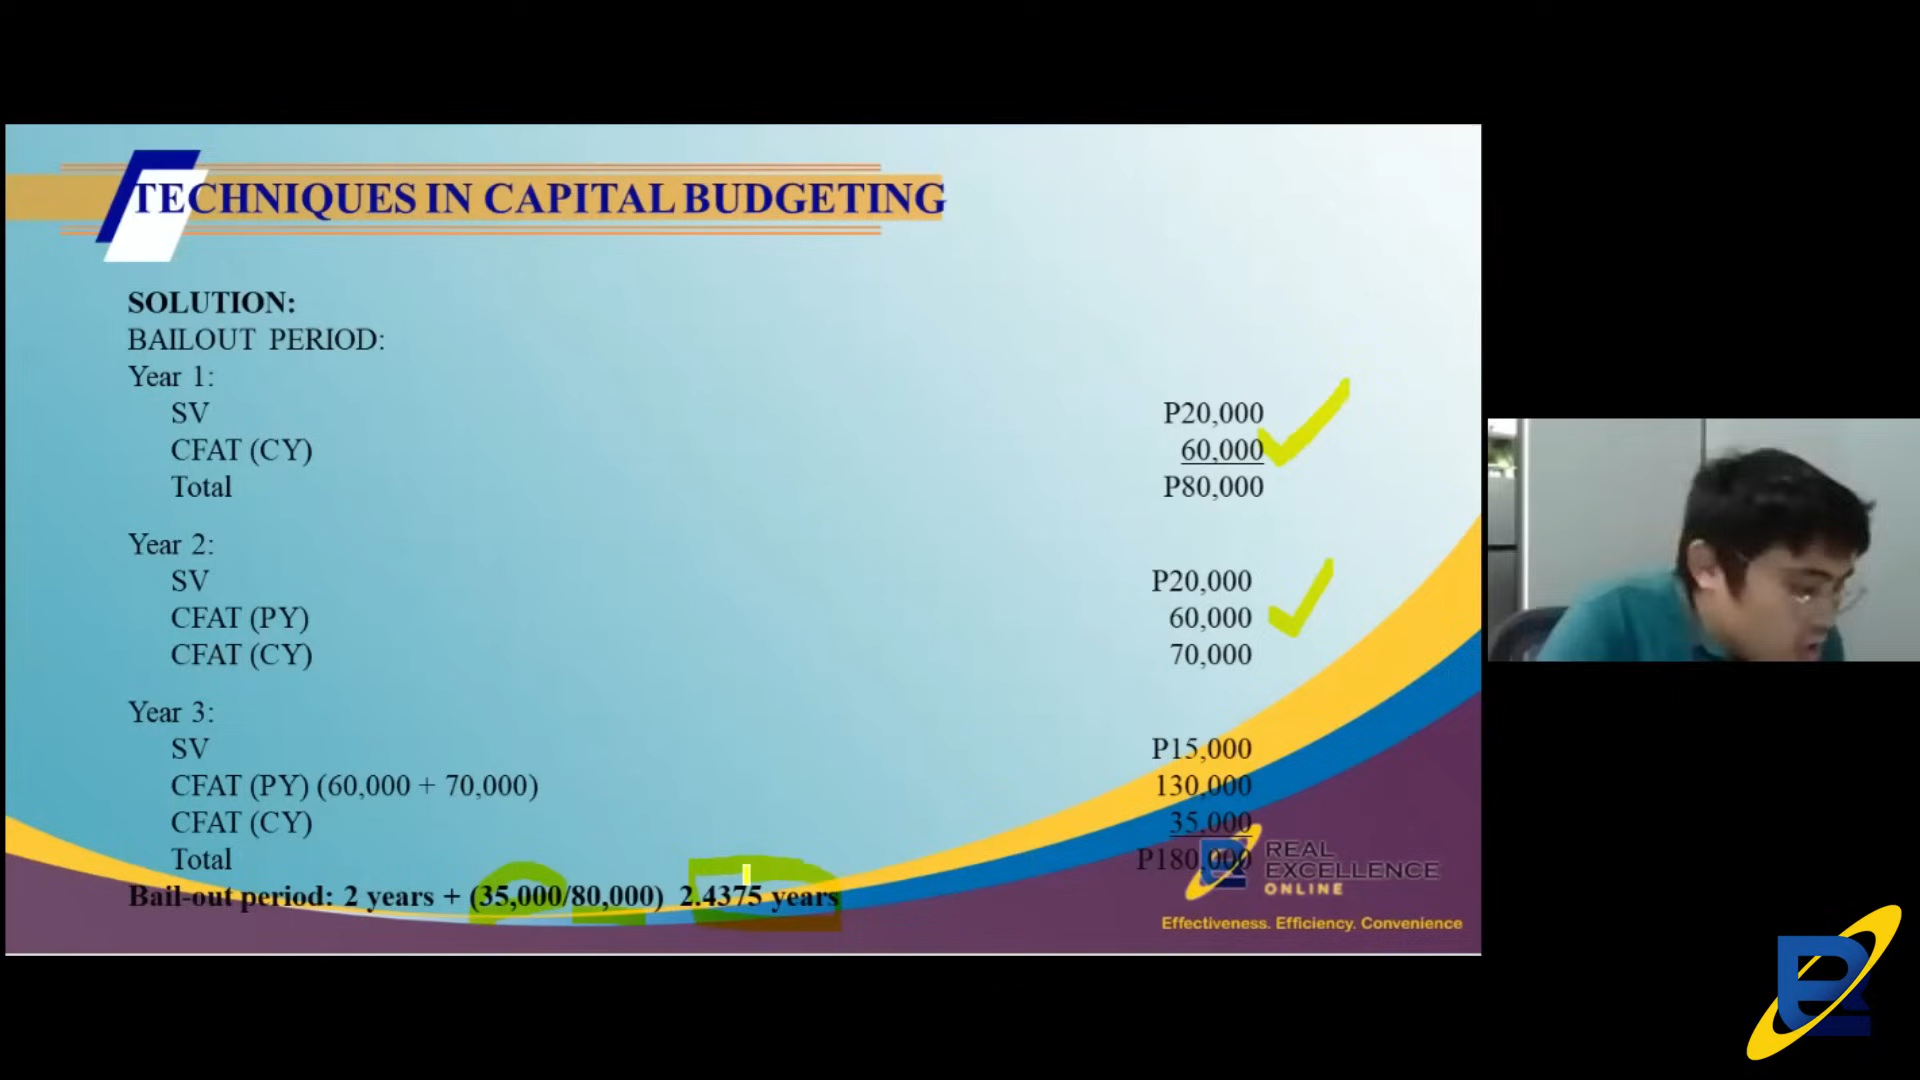 TECHNIQUES IN CAPITAL BUDGETING
SOLUTION:
BAILOUT PERIOD:
Year 1:
SV P20,000
CFAT (CY) 60,000
Total P80,000
Year 2:
SV P20,000
CFAT (PY) 60,000
CFAT (CY) 70,000
Year 3:
SV P15,000
CFAT (PY) (60,000 + 70,000) 130,000
CFAT (CY) 35,000
Total P180,000
Bail-out period: 2 years + (35,000/80,000) 2.4375 years
REAL
EXCELLENCE
ONLINE
Effectiveness. Efficiency. Convenience